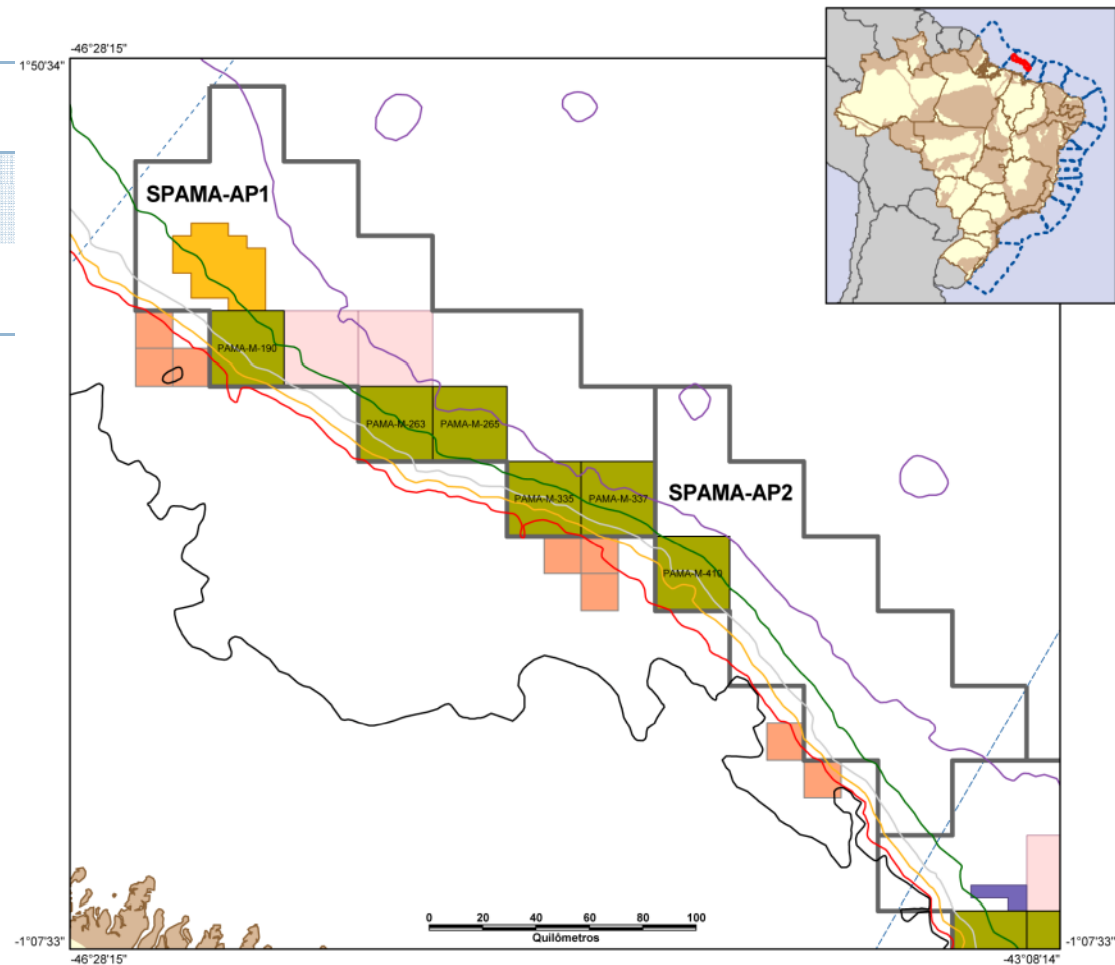 -46°28'15"
1°50'34"
SPAMA-AP1
PAMA-M-190
PAMA-M-263
PAMA-M-265
PAMA-M-335
PAMA-M-337
SPAMA-AP2
PAMA-M-410
0 20 40 60 80 100
Quilômetros
-1°07'33"
-1°07'33"
-46°28'15"
-43°08'14"